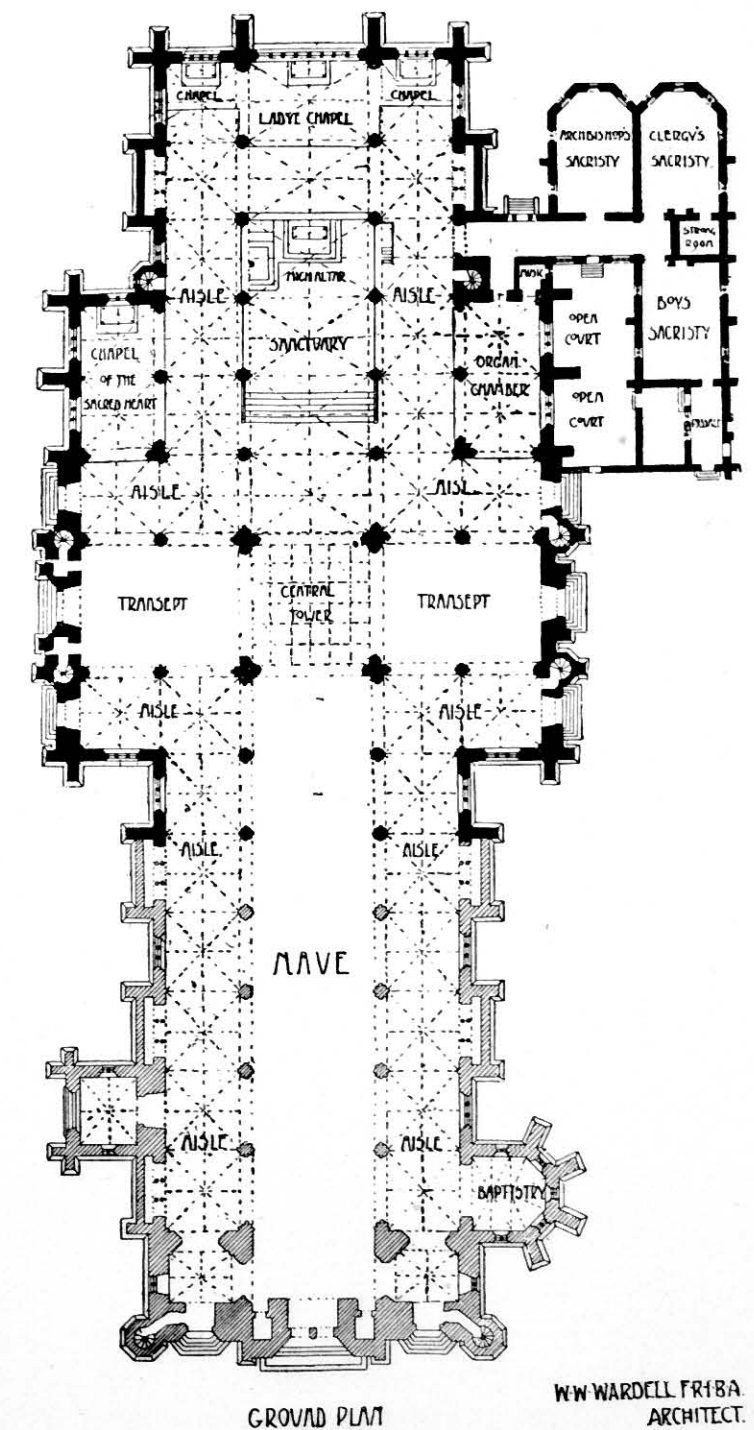 CHAPEL
CHAPEL
LADYE CHAPEL
ARCHBISHOP'S
SACRISTY
CLERGY'S
SACRISTY
STRONG
ROOM
HIGH ALTAR
AISLE
AISLE
SANCTUARY
ORGAN
CHAMBER
CHAPEL
OF THE
SACRED HEART
OPEN
COURT
BOYS
SACRISTY
OPEN
COURT
AISLE
AISLE
TRANSEPT
CENTRAL
TOWER
TRANSEPT
AISLE
AISLE
AISLE
AISLE
NAVE
AISLE
AISLE
BAPTISTRY
GROUND PLAN
W.W. WARDELL F.R.I.B.A.
ARCHITECT.